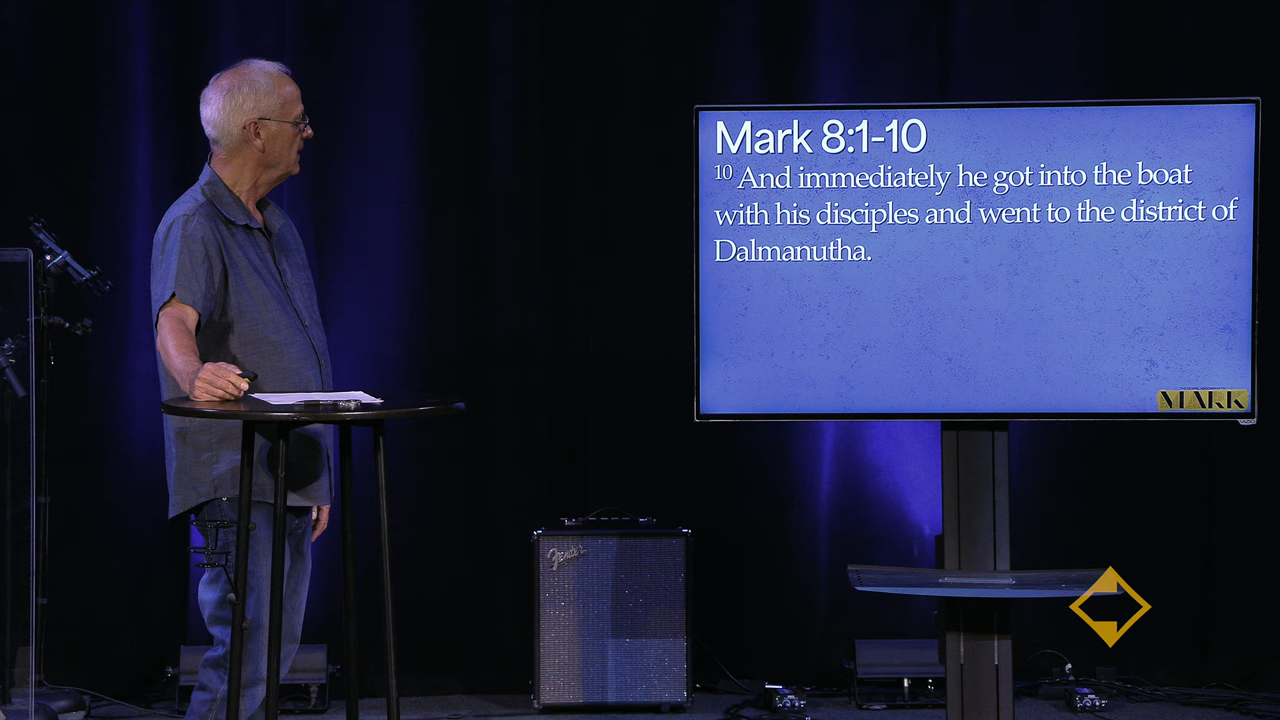 Mark 8:1-10
10 And immediately he got into the boat
with his disciples and went to the district of
Dalmanutha.
MARK
Fender